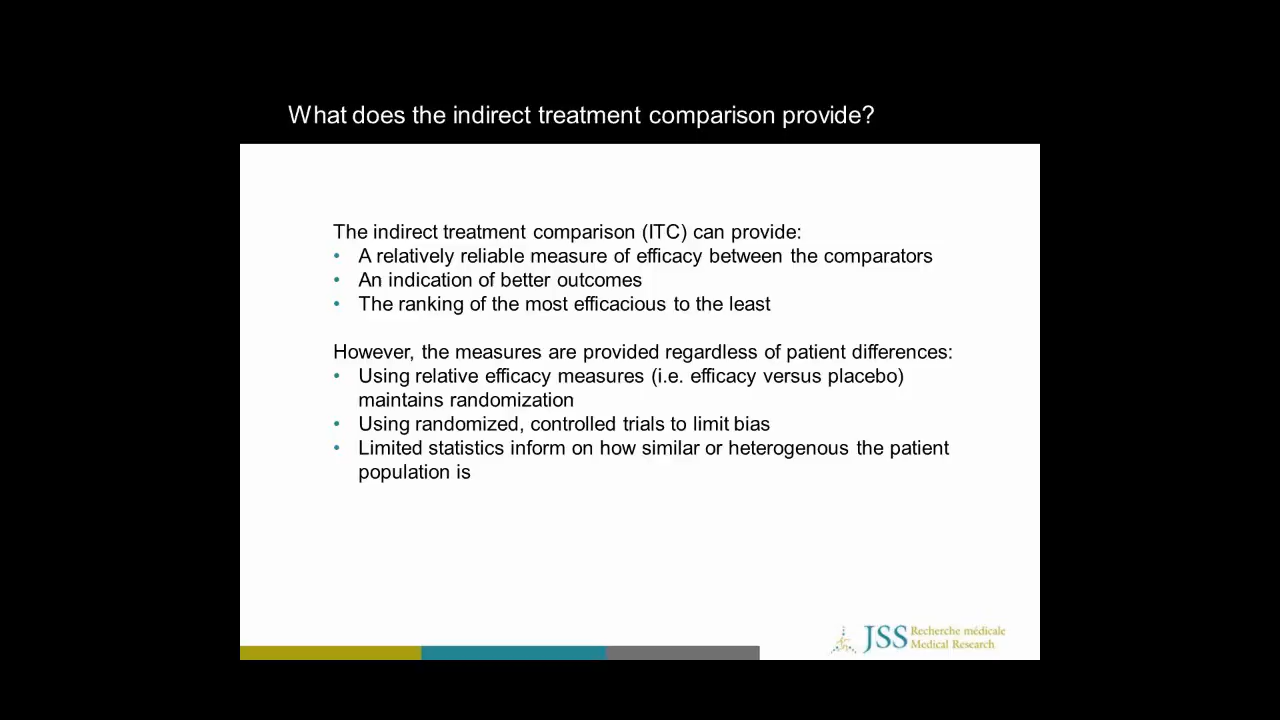 What does the indirect treatment comparison provide?
The indirect treatment comparison (ITC) can provide:
• A relatively reliable measure of efficacy between the comparators
• An indication of better outcomes
• The ranking of the most efficacious to the least
However, the measures are provided regardless of patient differences:
• Using relative efficacy measures (i.e. efficacy versus placebo)
maintains randomization
• Using randomized, controlled trials to limit bias
• Limited statistics inform on how similar or heterogenous the patient
population is
JSS Recherche médicale
Medical Research